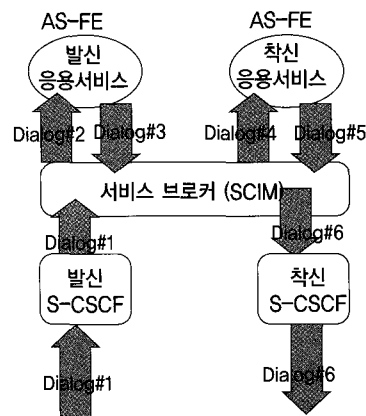 AS-FE AS-FE
발신
응용서비스
착신
응용서비스
Dialog#2 Dialog#3 Dialog#4 Dialog#5
서비스 브로커 (SCIM)
Dialog#1 Dialog#6
발신
S-CSCF
착신
S-CSCF
Dialog#1 Dialog#6